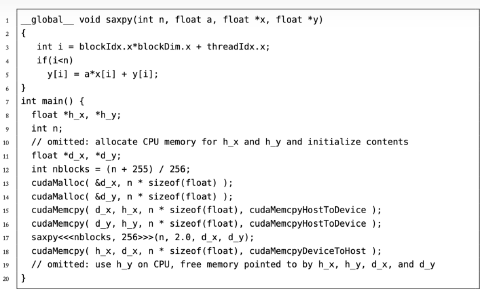 1 __global__ void saxpy(int n, float a, float *x, float *y)
2 {
3 int i = blockIdx.x*blockDim.x + threadIdx.x;
4 if(i<n)
5 y[i] = a*x[i] + y[i];
6 }
7 int main() {
8 float *h_x, *h_y;
9 int n;
10 // omitted: allocate CPU memory for h_x and h_y and initialize contents
11 float *d_x, *d_y;
12 int nblocks = (n + 255) / 256;
13 cudaMalloc( &d_x, n * sizeof(float) );
14 cudaMalloc( &d_y, n * sizeof(float) );
15 cudaMemcpy( d_x, h_x, n * sizeof(float), cudaMemcpyHostToDevice );
16 cudaMemcpy( d_y, h_y, n * sizeof(float), cudaMemcpyHostToDevice );
17 saxpy<<<nblocks, 256>>>(n, 2.0, d_x, d_y);
18 cudaMemcpy( h_x, d_x, n * sizeof(float), cudaMemcpyDeviceToHost );
19 // omitted: use h_y on CPU, free memory pointed to by h_x, h_y, d_x, and d_y
20 }